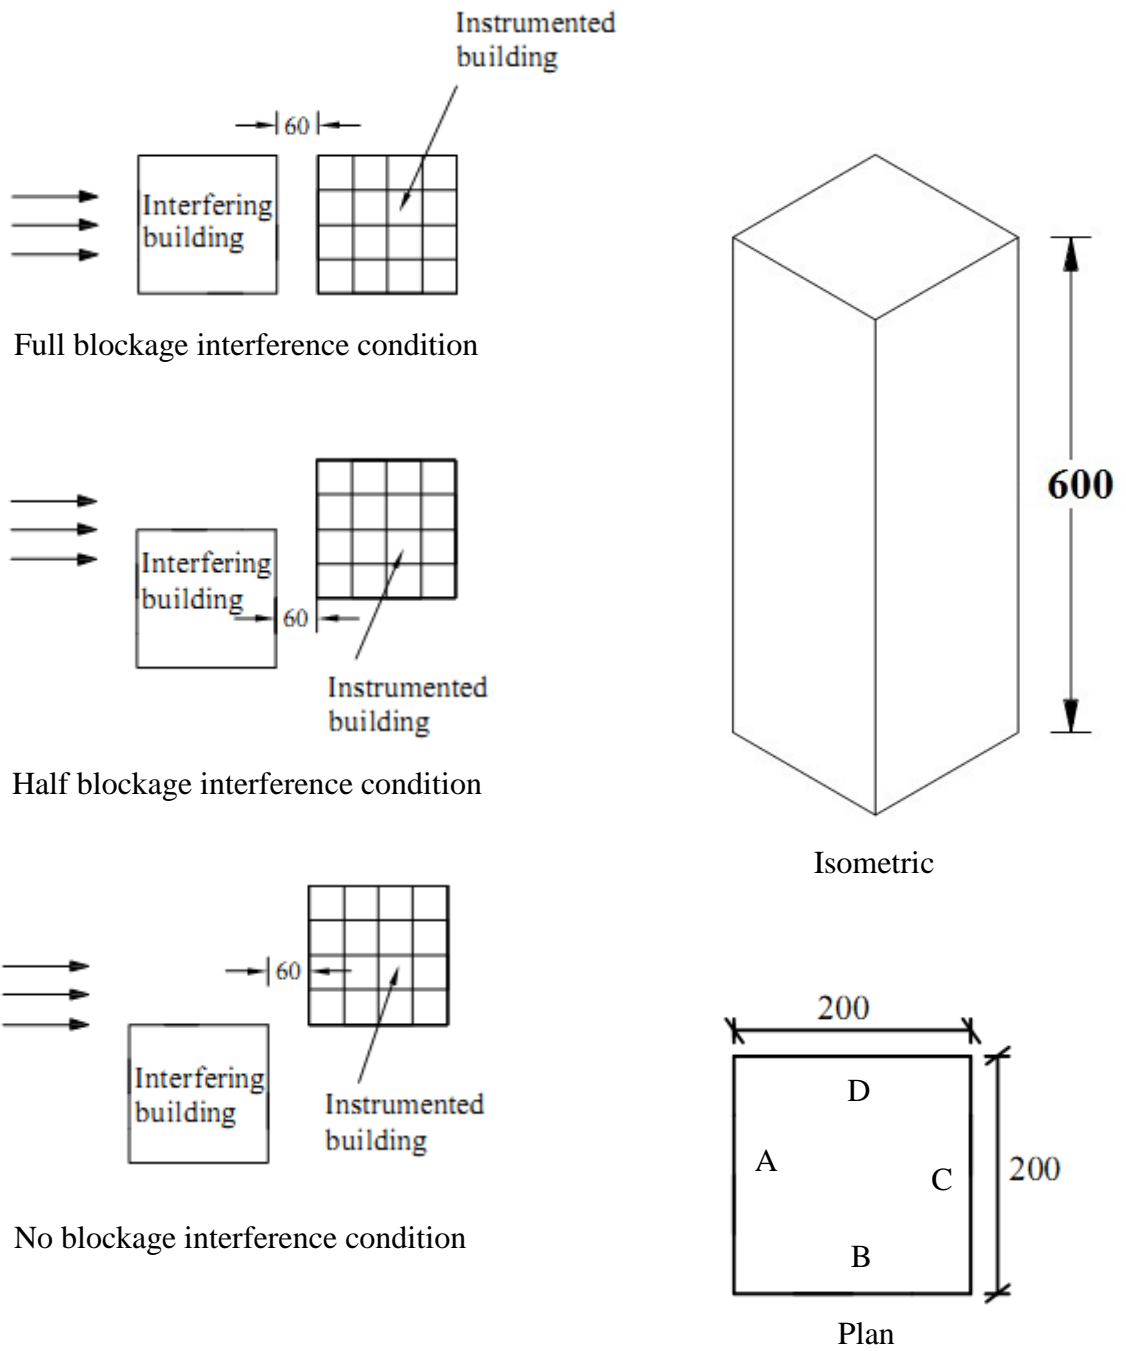 Instrumented
building
60
Interfering
building
Full blockage interference condition
Interfering
building
60
Instrumented
building
Half blockage interference condition
60
Interfering
building
Instrumented
building
No blockage interference condition
600
Isometric
200
D
A
C
200
B
Plan